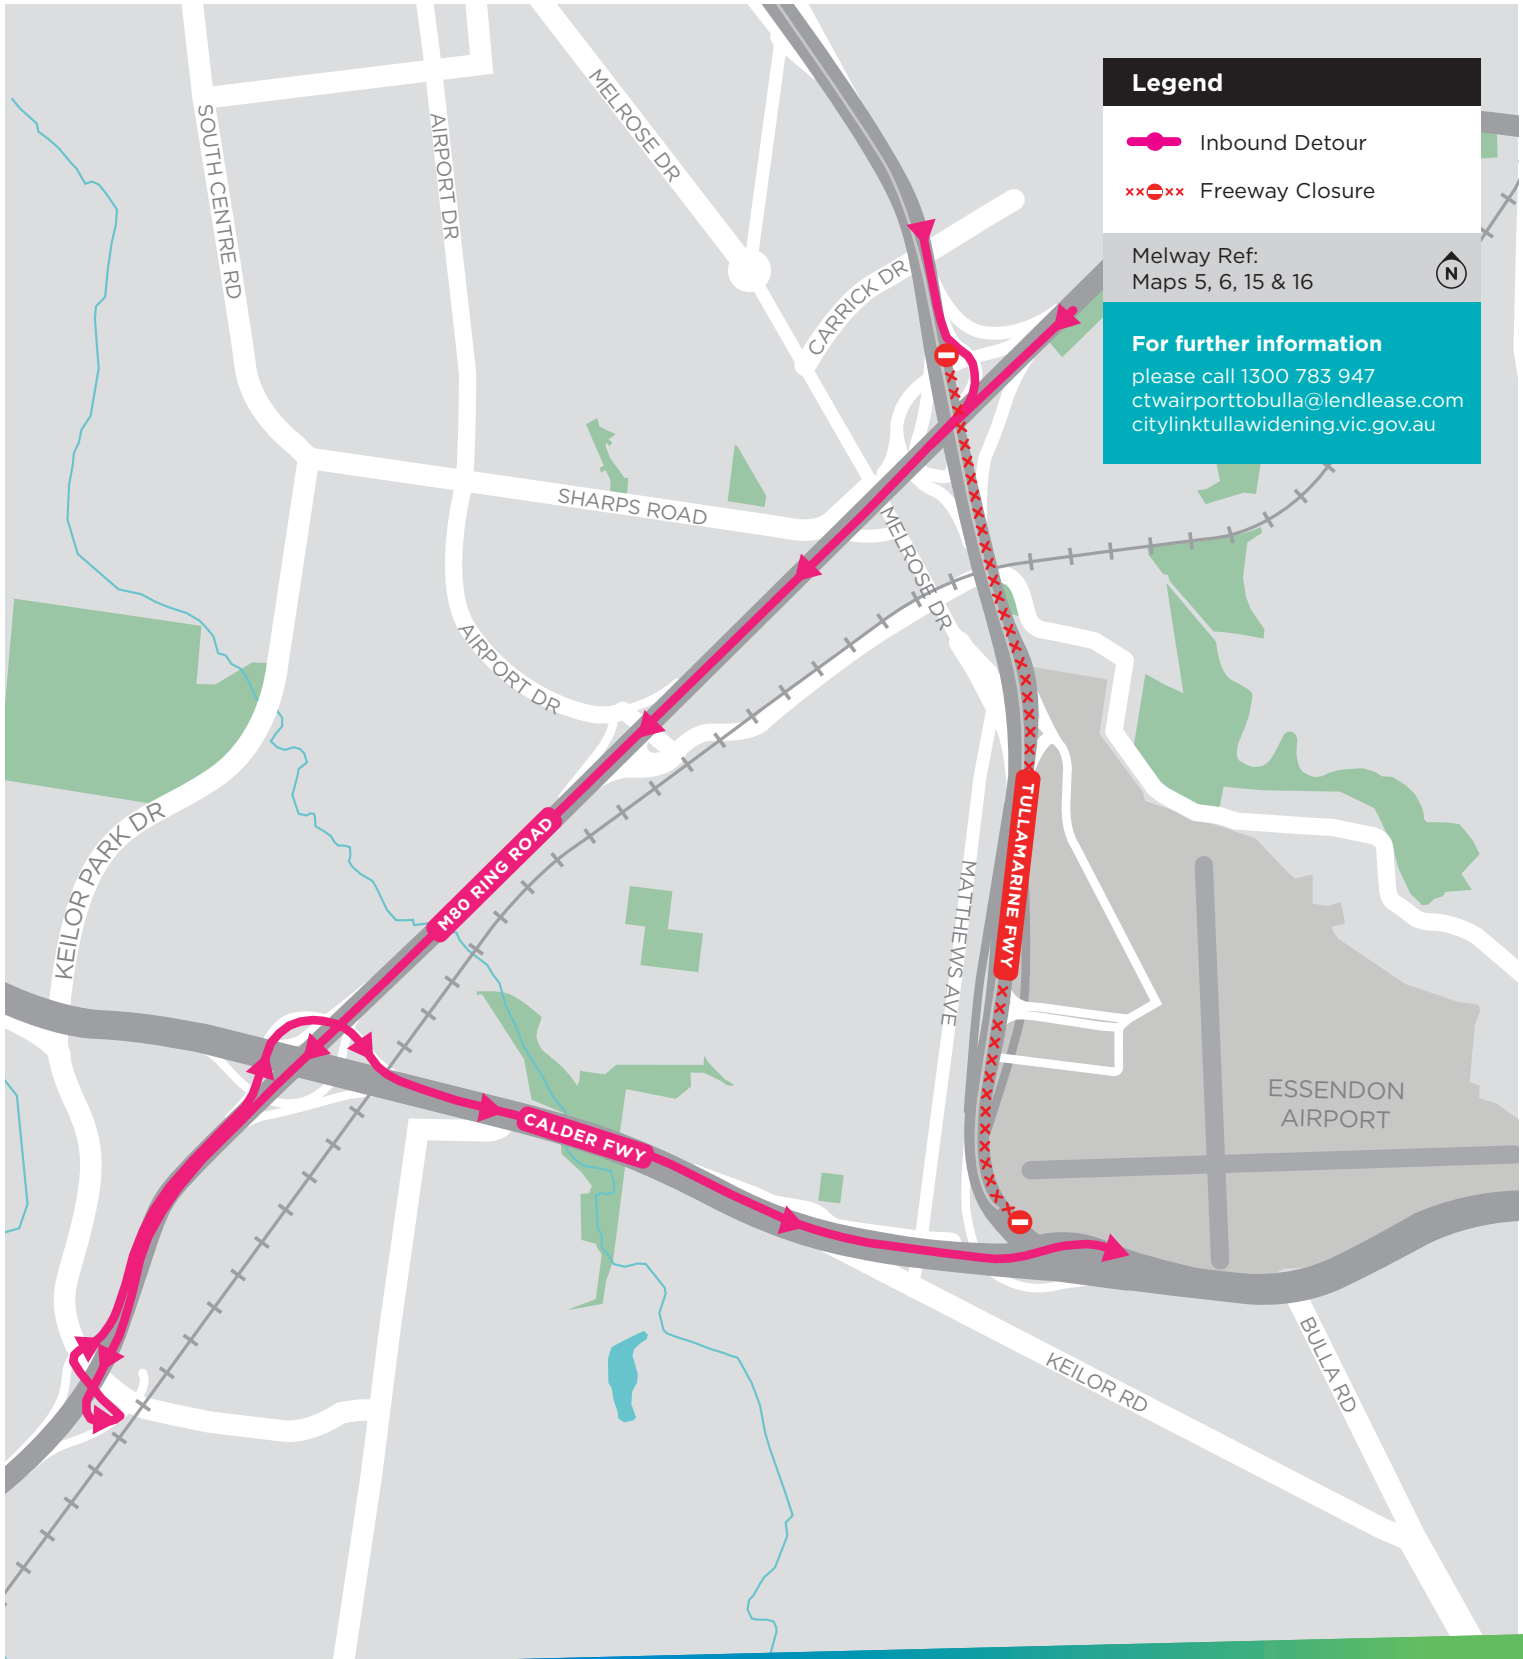 Legend
Inbound Detour
Freeway Closure
Melway Ref:
Maps 5, 6, 15 & 16
N
For further information
please call 1300 783 947
ctwairporttobulla@lendlease.com
citylinktullawidening.vic.gov.au
SOUTH CENTRE RD
AIRPORT DR
MELROSE DR
CARRICK DR
SHARPS ROAD
MELROSE DR
AIRPORT DR
KEILOR PARK DR
M80 RING ROAD
TULLAMARINE FWY
MATTHEWS AVE
ESSENDON
AIRPORT
CALDER FWY
KEILOR RD
BULLA RD